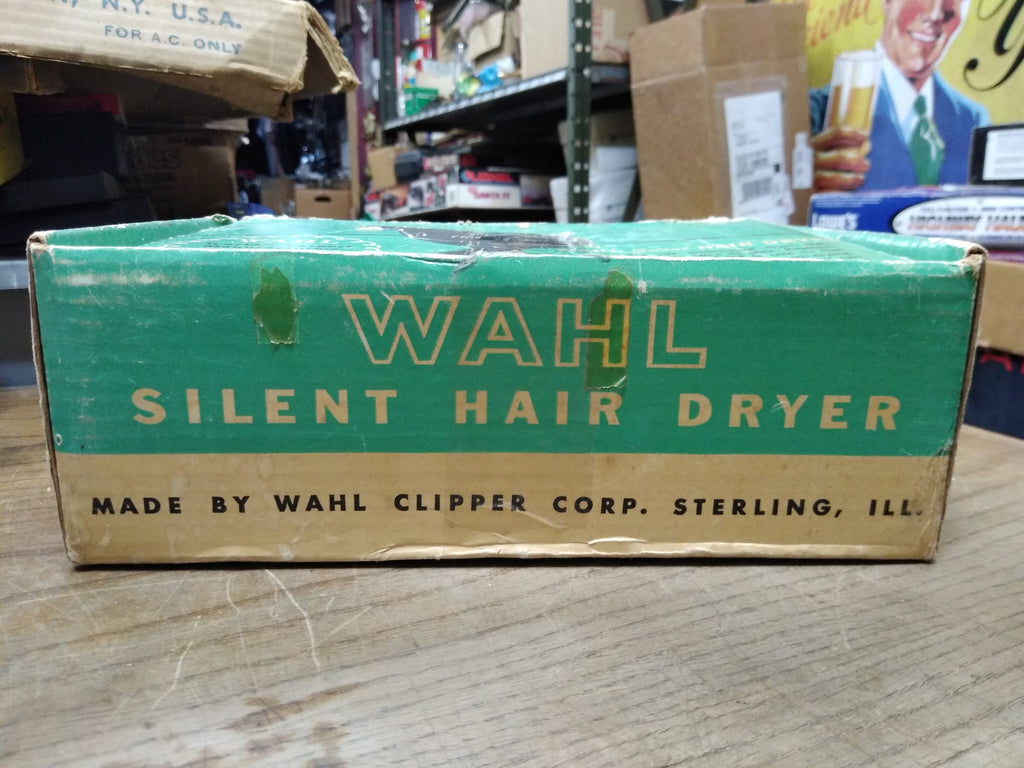 N.Y. U.S.A.
FOR A.C. ONLY
WAHL
SILENT HAIR DRYER
MADE BY WAHL CLIPPER CORP. STERLING, ILL.